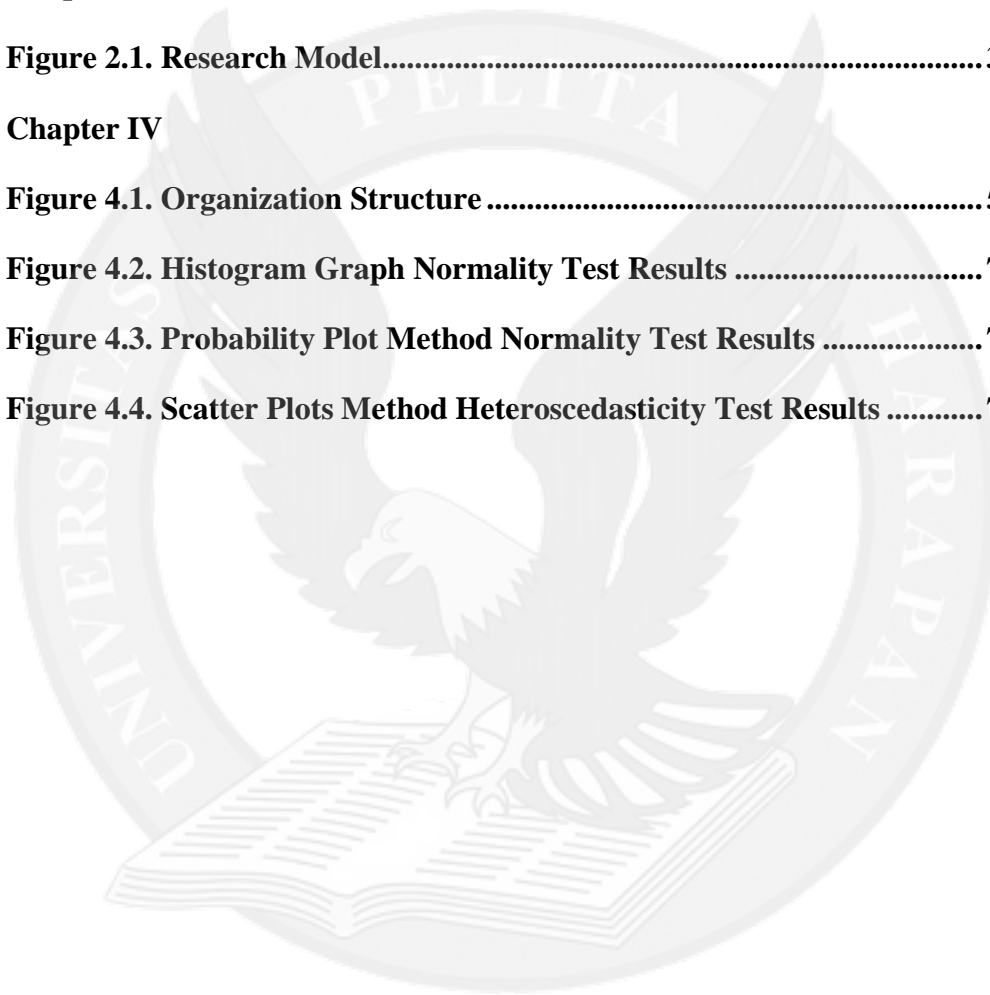 Figure 2.1. Research Model
Chapter IV
Figure 4.1. Organization Structure
Figure 4.2. Histogram Graph Normality Test Results
Figure 4.3. Probability Plot Method Normality Test Results
Figure 4.4. Scatter Plots Method Heteroscedasticity Test Results
UNIVERSITAS PELITA HARAPAN